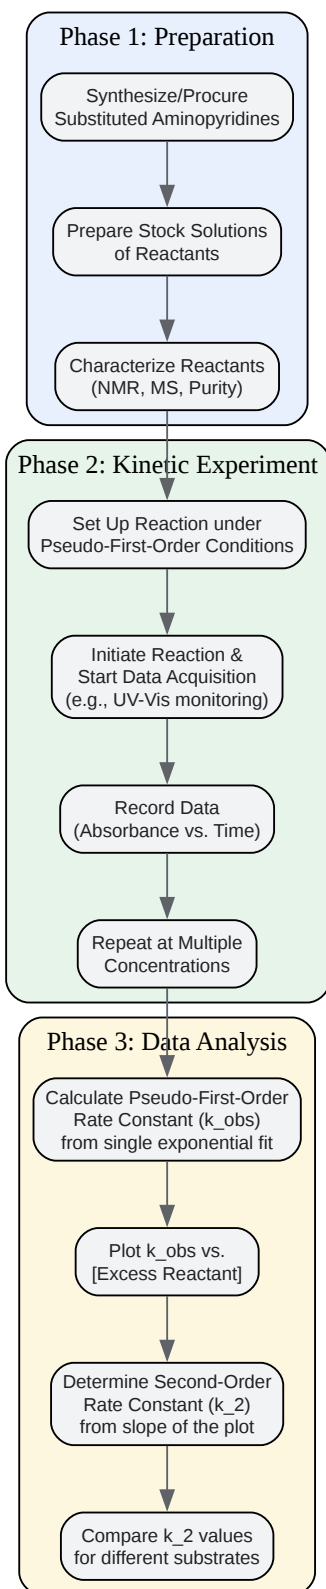 Phase 1: Preparation
Synthesize/Procure
Substituted Aminopyridines
Prepare Stock Solutions
of Reactants
Characterize Reactants
(NMR, MS, Purity)
Phase 2: Kinetic Experiment
Set Up Reaction under
Pseudo-First-Order Conditions
Initiate Reaction &
Start Data Acquisition
(e.g., UV-Vis monitoring)
Record Data
(Absorbance vs. Time)
Repeat at Multiple
Concentrations
Phase 3: Data Analysis
Calculate Pseudo-First-Order
Rate Constant (k_obs)
from single exponential fit
Plot k_obs vs.
[Excess Reactant]
Determine Second-Order
Rate Constant (k_2)
from slope of the plot
Compare k_2 values
for different substrates